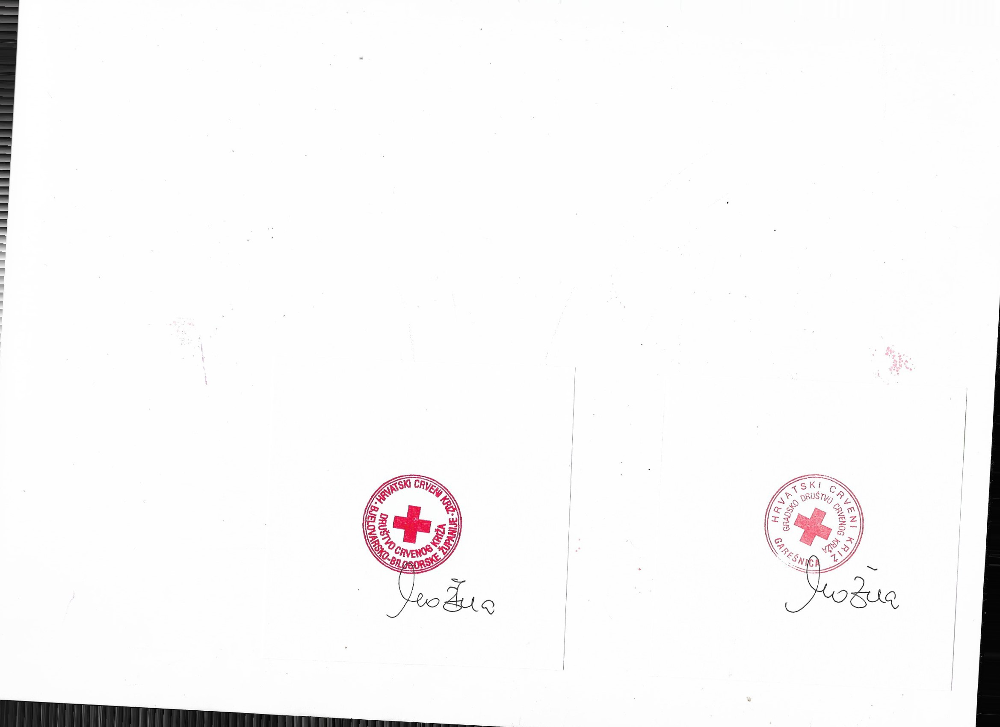 HRVATSKI CRVENI KRIŽ · BJELOVARSKO-BILOGORSKE ŽUPANIJE ·
DRUŠTVO CRVENOG KRIŽA
HRVATSKI CRVENI KRIŽ
GRADSKO DRUŠTVO CRVENOG KRIŽA
GAREŠNICA